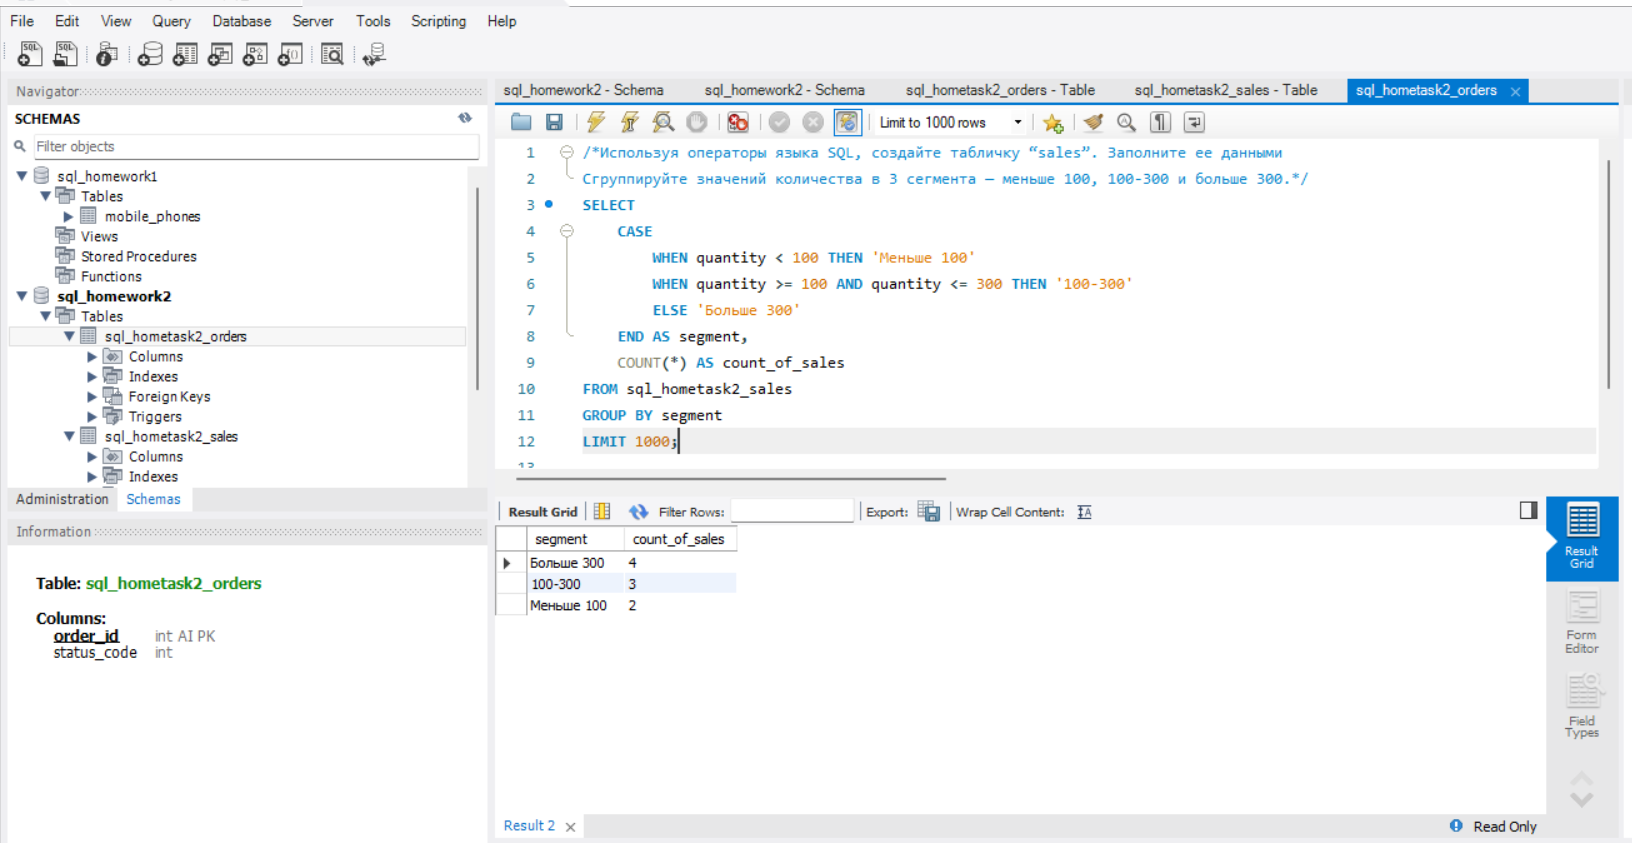 File Edit View Query Database Server Tools Scripting Help
Navigator
SCHEMAS
Filter objects
sql_homework1
Tables
mobile_phones
Views
Stored Procedures
Functions
sql_homework2
Tables
sql_hometask2_orders
Columns
Indexes
Foreign Keys
Triggers
sql_hometask2_sales
Columns
Indexes
Administration Schemas
Information
Table: sql_hometask2_orders
Columns:
order_id int AI PK
status_code int
sql_homework2 - Schema sql_homework2 - Schema sql_hometask2_orders - Table sql_hometask2_sales - Table sql_hometask2_orders
Limit to 1000 rows
1 /*Используя операторы языка SQL, создайте табличку “sales”. Заполните ее данными
2 Сгруппируйте значений количества в 3 сегмента — меньше 100, 100-300 и больше 300.*/
3 SELECT
4 CASE
5 WHEN quantity < 100 THEN 'Меньше 100'
6 WHEN quantity >= 100 AND quantity <= 300 THEN '100-300'
7 ELSE 'Больше 300'
8 END AS segment,
9 COUNT(*) AS count_of_sales
10 FROM sql_hometask2_sales
11 GROUP BY segment
12 LIMIT 1000;
13
Result Grid Filter Rows: Export: Wrap Cell Content:
segment count_of_sales
Больше 300 4
100-300 3
Меньше 100 2
Result
Grid
Form
Editor
Field
Types
Result 2 Read Only